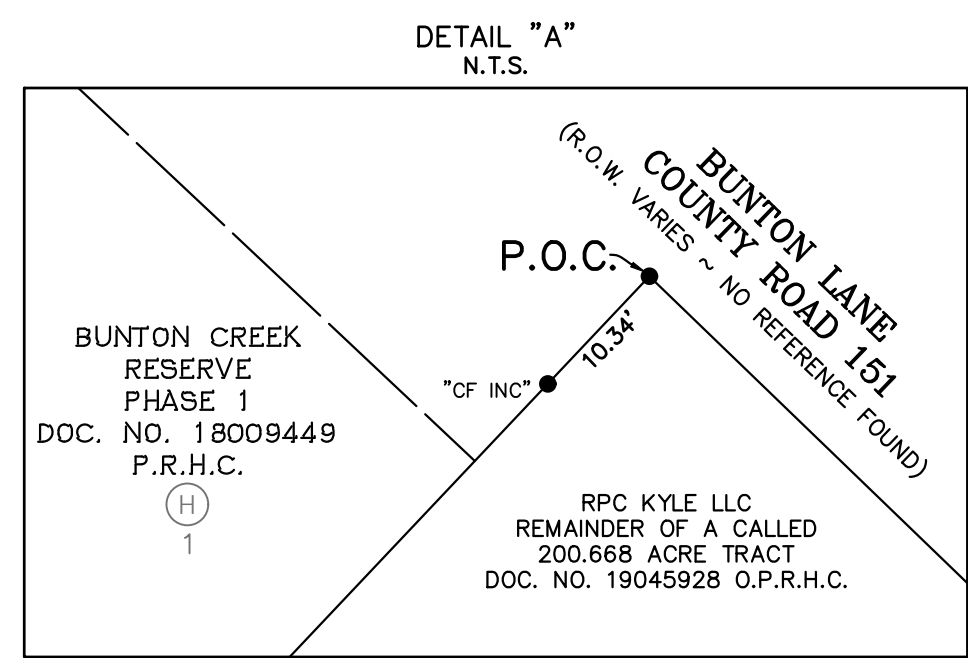 DETAIL "A"
N.T.S.
BUNTON LANE
COUNTY ROAD 151
(R.O.W. VARIES ~ NO REFERENCE FOUND)
P.O.C.
10.34'
"CF INC"
BUNTON CREEK
RESERVE
PHASE 1
DOC. NO. 18009449
P.R.H.C.
H
1
RPC KYLE LLC
REMAINDER OF A CALLED
200.668 ACRE TRACT
DOC. NO. 19045928 O.P.R.H.C.